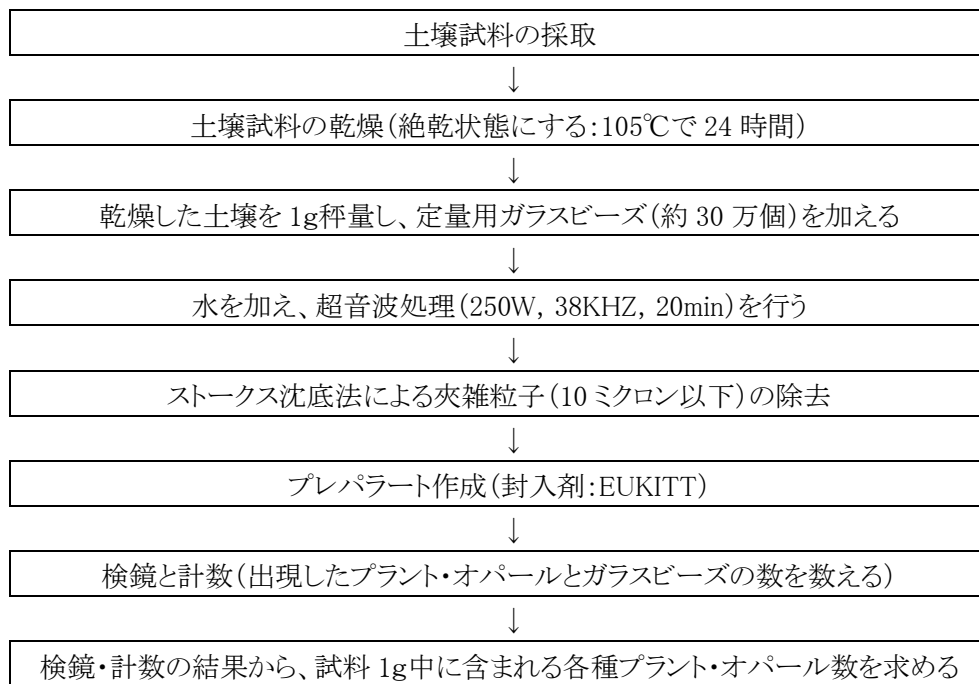 土壌試料の採取
↓
土壌試料の乾燥(絶乾状態にする:105℃で 24 時間)
↓
乾燥した土壌を 1g秤量し、定量用ガラスビーズ(約 30 万個)を加える
↓
水を加え、超音波処理(250W, 38KHZ, 20min)を行う
↓
ストークス沈底法による夾雑粒子(10 ミクロン以下)の除去
↓
プレパラート作成(封入剤:EUKITT)
↓
検鏡と計数(出現したプラント・オパールとガラスビーズの数を数える)
↓
検鏡・計数の結果から、試料 1g中に含まれる各種プラント・オパール数を求める